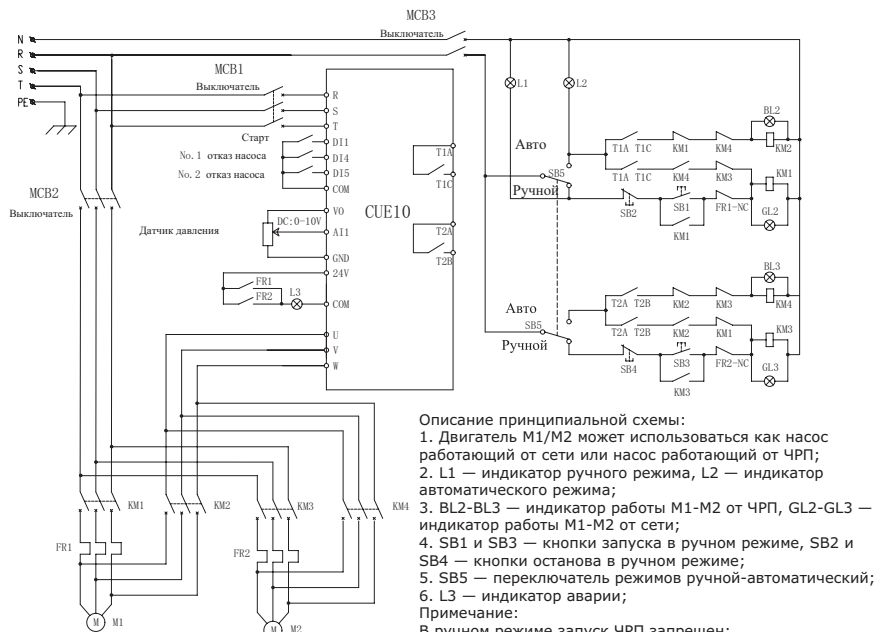 MCB3
N
Выключатель
R
S
MCB1
T
Выключатель
R
L1
L2
PE
S
BL2
T
Старт
DI1
Авто
No. 1 отказ насоса
DI4
T1A
T1A T1C
KM1
KM4
KM2
No. 2 отказ насоса
DI5
SB5
KM1
COM
T1C
T1A T1C
KM4
KM3
MCB2
Ручной
Выключатель
VO
CUE10
SB2
SB1
FR1-NC
GL2
DC:0-10V
Датчик давления
AI1
T2A
KM1
GND
T2B
BL3
24V
FR1
FR2
L3
COM
Авто
T2A T2B
KM2
KM3
KM4
SB5
KM3
U
T2A T2B
KM2
KM1
V
Ручной
W
SB4
SB3
FR2-NC
GL3
KM3
KM1
KM2
KM3
KM4
FR1
FR2
M
M1
M
M2
Описание принципиальной схемы:
1. Двигатель M1/M2 может использоваться как насос
работающий от сети или насос работающий от ЧРП;
2. L1 — индикатор ручного режима, L2 — индикатор
автоматического режима;
3. BL2-BL3 — индикатор работы M1-M2 от ЧРП, GL2-GL3 —
индикатор работы M1-M2 от сети;
4. SB1 и SB3 — кнопки запуска в ручном режиме, SB2 и
SB4 — кнопки останова в ручном режиме;
5. SB5 — переключатель режимов ручной-автоматический;
6. L3 — индикатор аварии;
Примечание:
В ручном режиме запуск ЧРП запрещен;